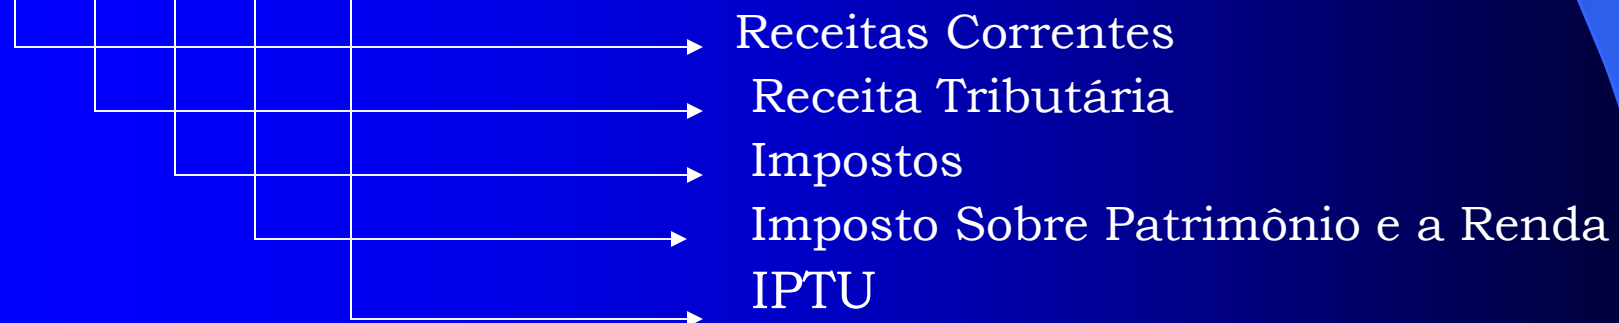 Receitas Correntes
Receita Tributária
Impostos
Imposto Sobre Patrimônio e a Renda
IPTU